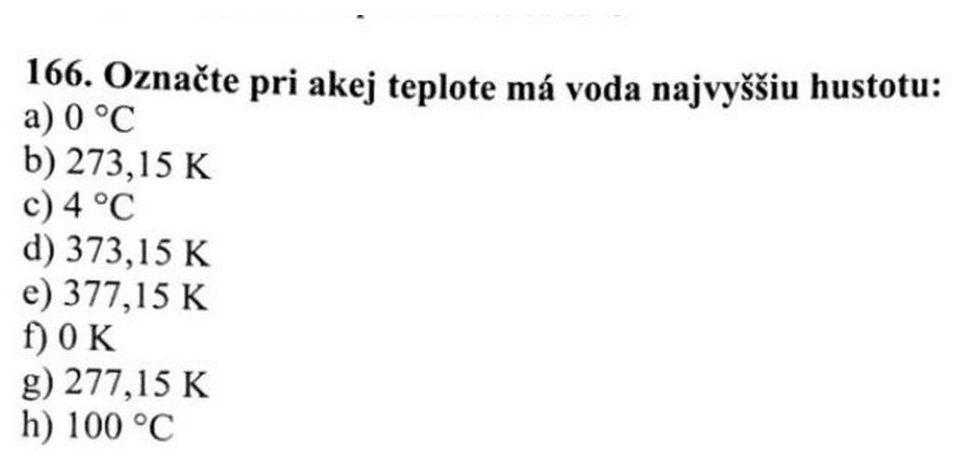 166. Označte pri akej teplote má voda najvyššiu hustotu:
a) 0 °C
b) 273,15 K
c) 4 °C
d) 373,15 K
e) 377,15 K
f) 0 K
g) 277,15 K
h) 100 °C